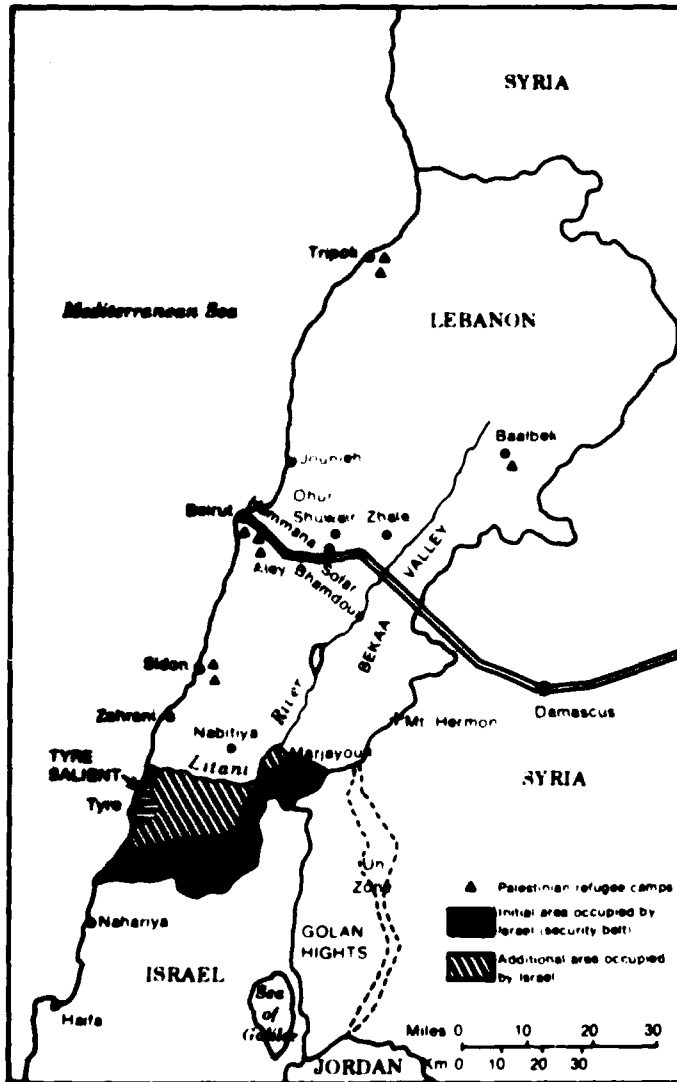 SYRIA
Tripoli
Mediterranean Sea
LEBANON
Baalbek
Jounieh
Dhur
Beirut
Hammana
Shuwair
Zhale
Sofar
Aley
Bhamdoun
VALLEY
BEKAA
Sidon
River
Damascus
Zahrani
Mt Hermon
Nabitiya
Litani
Marjayoun
TYRE
SALIENT
SYRIA
Tyre
Un
Zone
Palestinian refugee camps
Initial area occupied by
Israel (security belt)
Nahariya
GOLAN
HIGHTS
ISRAEL
Additional area occupied
by Israel
Sea
of
Galilee
Haifa
Miles 0 10 20 30
JORDAN
Km 0 10 20 30